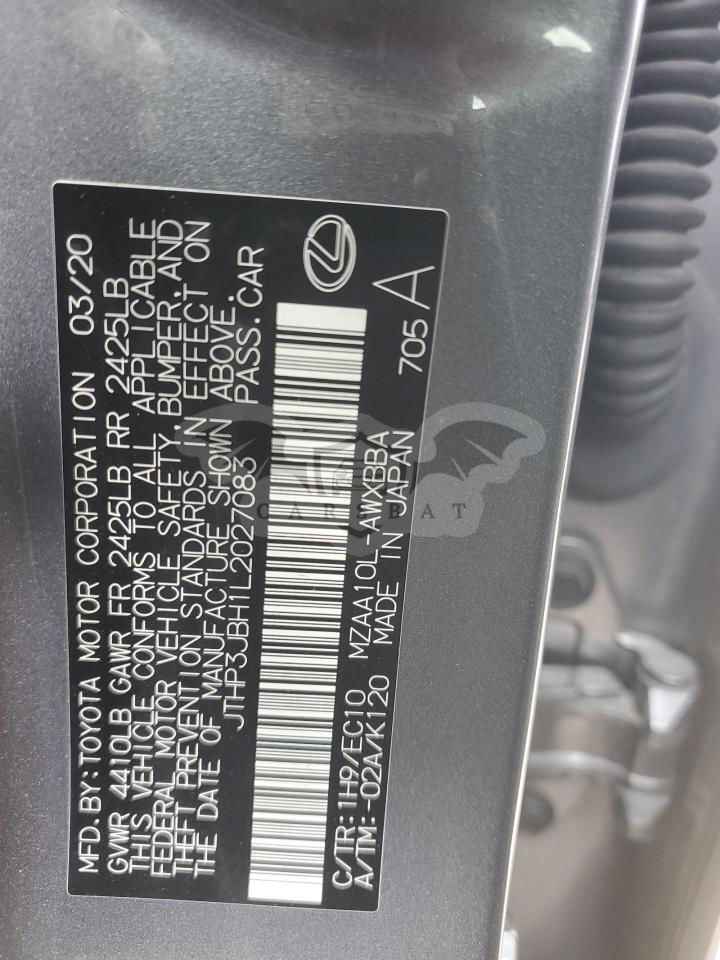 MFD. BY: TOYOTA MOTOR CORPORATION 03/20
GVWR 4410LB GAWR FR 2425LB RR 2425LB
THIS VEHICLE CONFORMS TO ALL APPLICABLE
FEDERAL MOTOR VEHICLE SAFETY, BUMPER, AND
THEFT PREVENTION STANDARDS IN EFFECT ON
THE DATE OF MANUFACTURE SHOWN ABOVE.
JTHP3JBH1L2027083 PASS. CAR
C/TR: 1H9/EC10 MZAA10L-AWXBBA 705 A
A/TM: -02A/K120 MADE IN JAPAN
CARSBAT